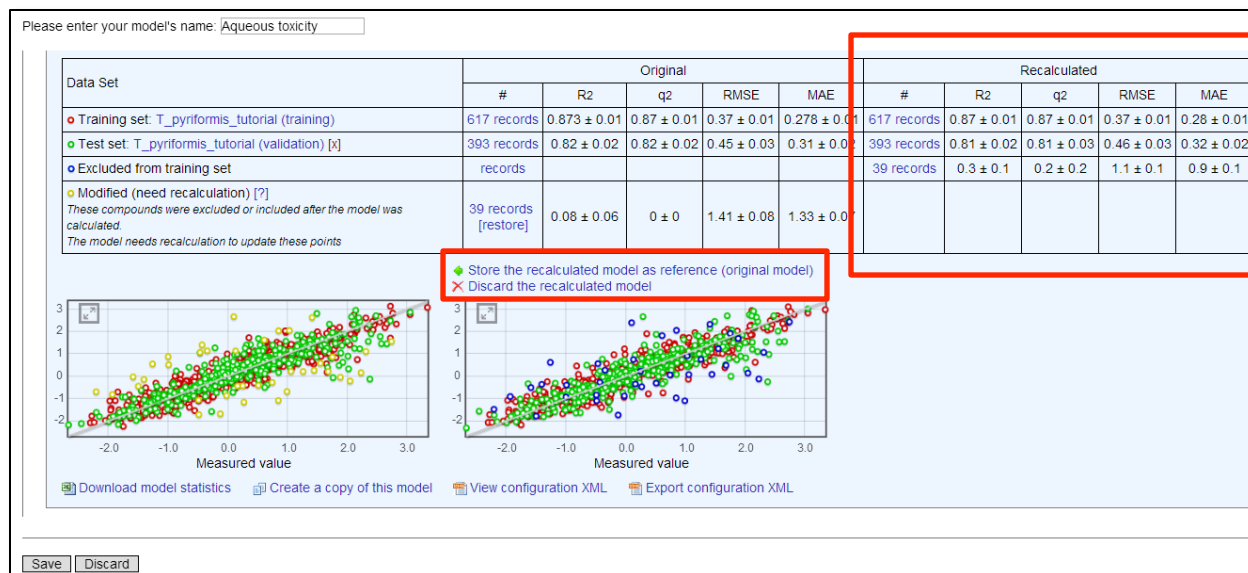 Please enter your model's name: Aqueous toxicity
Data Set Original Recalculated
# R2 q2 RMSE MAE # R2 q2 RMSE MAE
Training set: T_pyriformis_tutorial (training) 617 records 0.873 ± 0.01 0.87 ± 0.01 0.37 ± 0.01 0.278 ± 0.01 617 records 0.87 ± 0.01 0.87 ± 0.01 0.37 ± 0.01 0.28 ± 0.01
Test set: T_pyriformis_tutorial (validation) [x] 393 records 0.82 ± 0.02 0.82 ± 0.02 0.45 ± 0.03 0.31 ± 0.02 393 records 0.81 ± 0.02 0.81 ± 0.03 0.46 ± 0.03 0.32 ± 0.02
Excluded from training set records 39 records 0.3 ± 0.1 0.2 ± 0.2 1.1 ± 0.1 0.9 ± 0.1
Modified (need recalculation) [?]
These compounds were excluded or included after the model was
calculated.
The model needs recalculation to update these points
39 records
[restore]
0.08 ± 0.06 0 ± 0 1.41 ± 0.08 1.33 ± 0.07
Store the recalculated model as reference (original model)
Discard the recalculated model
3
2
1
0
-1
-2
-2.0 -1.0 0.0 1.0 2.0 3.0
Measured value
3
2
1
0
-1
-2
-2.0 -1.0 0.0 1.0 2.0 3.0
Measured value
Download model statistics Create a copy of this model View configuration XML Export configuration XML
Save Discard